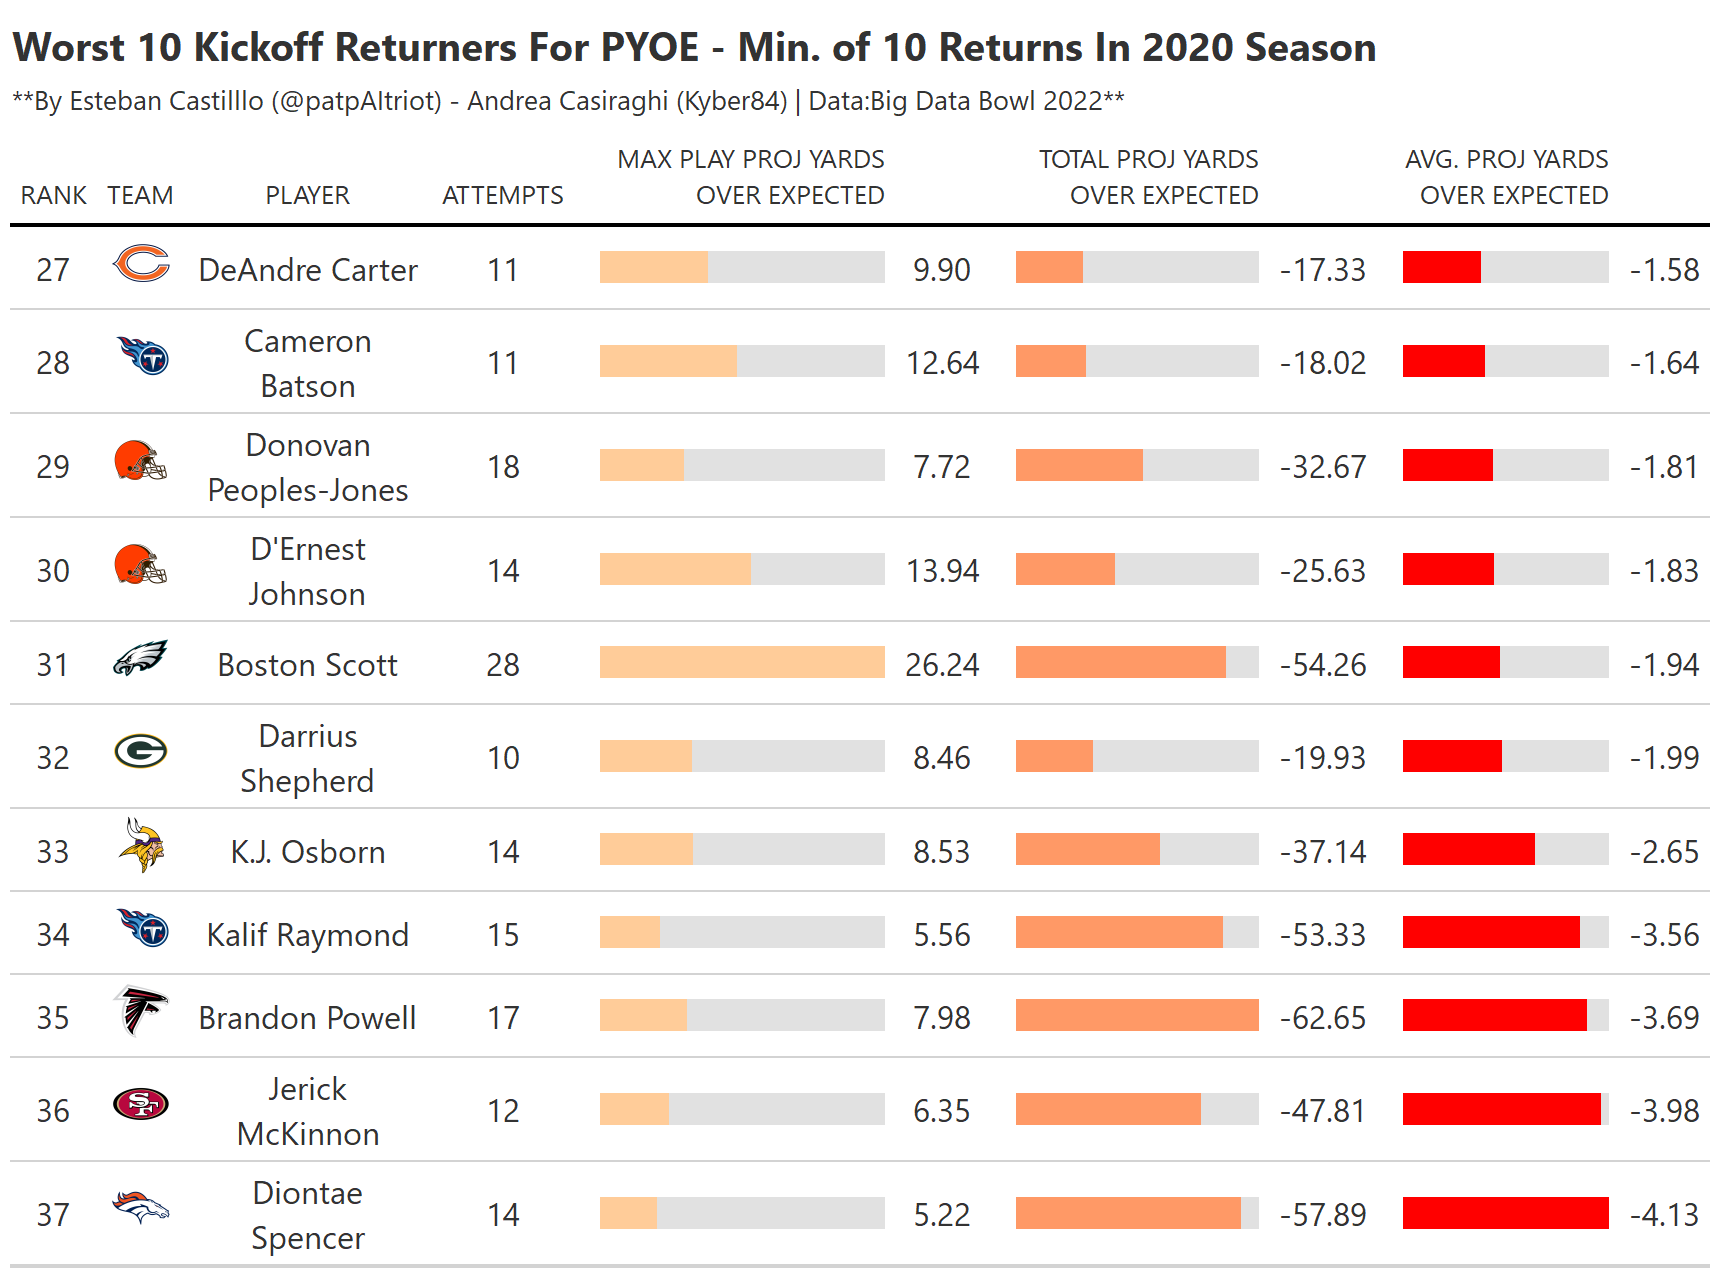 Worst 10 Kickoff Returners For PYOE - Min. of 10 Returns In 2020 Season
**By Esteban Castilllo (@patpAltriot) - Andrea Casiraghi (Kyber84) | Data:Big Data Bowl 2022**
RANK TEAM PLAYER ATTEMPTS MAX PLAY PROJ YARDS OVER EXPECTED TOTAL PROJ YARDS OVER EXPECTED AVG. PROJ YARDS OVER EXPECTED
27 DeAndre Carter 11 9.90 -17.33 -1.58
28 Cameron Batson 11 12.64 -18.02 -1.64
29 Donovan Peoples-Jones 18 7.72 -32.67 -1.81
30 D'Ernest Johnson 14 13.94 -25.63 -1.83
31 Boston Scott 28 26.24 -54.26 -1.94
32 Darrius Shepherd 10 8.46 -19.93 -1.99
33 K.J. Osborn 14 8.53 -37.14 -2.65
34 Kalif Raymond 15 5.56 -53.33 -3.56
35 Brandon Powell 17 7.98 -62.65 -3.69
36 Jerick McKinnon 12 6.35 -47.81 -3.98
37 Diontae Spencer 14 5.22 -57.89 -4.13